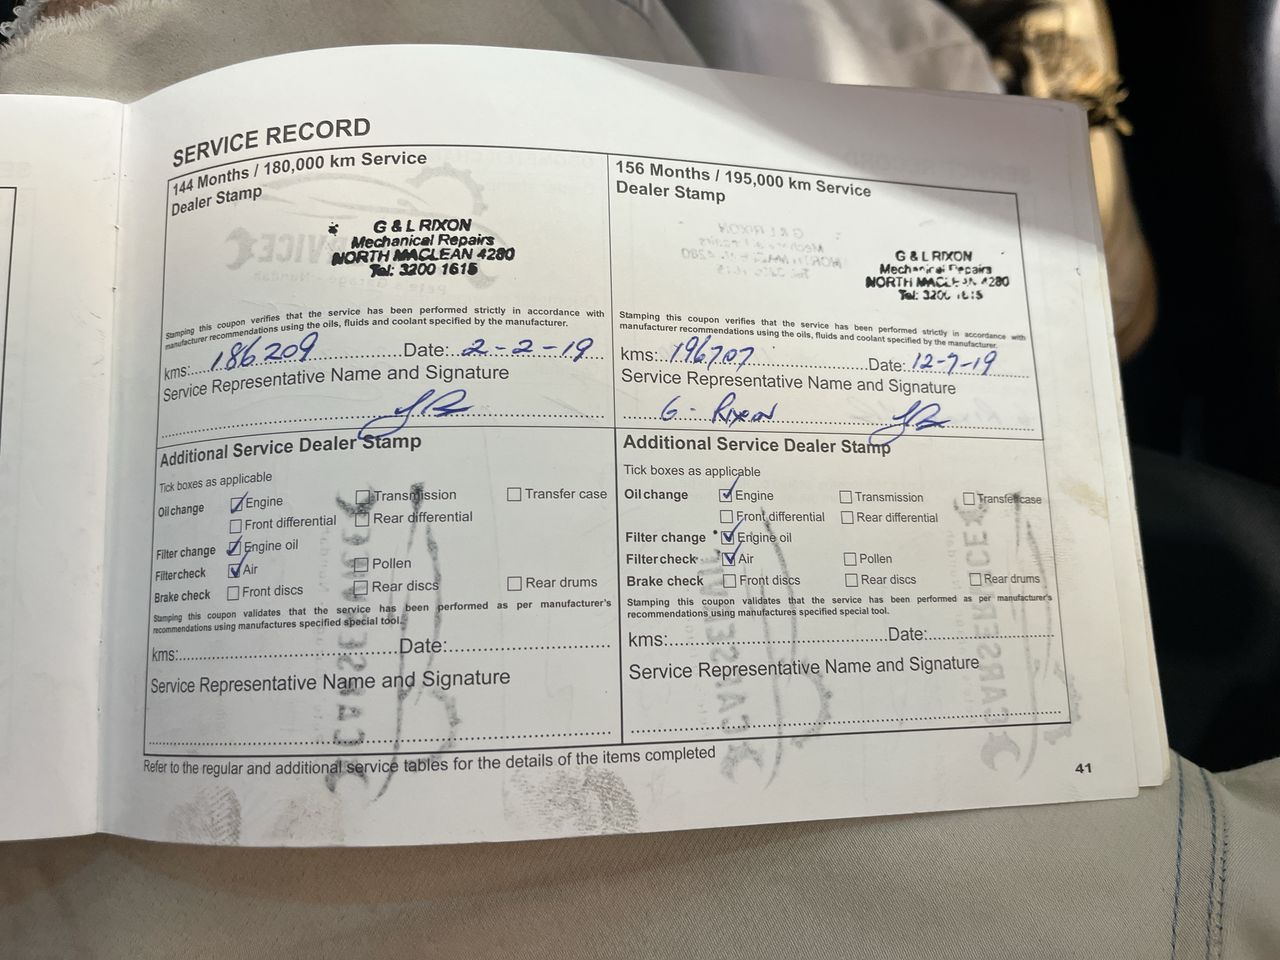 SERVICE RECORD
144 Months / 180,000 km Service
Dealer Stamp
G & L RIXON
Mechanical Repairs
NORTH MACLEAN 4280
Tel: 3200 1615
Stamping this coupon verifies that the service has been performed strictly in accordance with
manufacturer recommendations using the oils, fluids and coolant specified by the manufacturer.
kms: 186209 Date: 2-2-19
Service Representative Name and Signature
Additional Service Dealer Stamp
Tick boxes as applicable
Oil change Engine Transmission Transfer case
Front differential Rear differential
Filter change Engine oil
Filter check Air Pollen
Brake check Front discs Rear discs Rear drums
Stamping this coupon validates that the service has been performed as per manufacturer's
recommendations using manufactures specified special tool.
kms: Date:
Service Representative Name and Signature
156 Months / 195,000 km Service
Dealer Stamp
G & L RIXON
Mechanical Repairs
NORTH MACLEAN 4280
Tel: 3200 1615
Stamping this coupon verifies that the service has been performed strictly in accordance with
manufacturer recommendations using the oils, fluids and coolant specified by the manufacturer.
kms: 196707 Date: 12-7-19
Service Representative Name and Signature
G. Rixon
Additional Service Dealer Stamp
Tick boxes as applicable
Oil change Engine Transmission Transfer case
Front differential Rear differential
Filter change Engine oil
Filter check Air Pollen
Brake check Front discs Rear discs Rear drums
Stamping this coupon validates that the service has been performed as per manufacturer's
recommendations using manufactures specified special tool.
kms: Date:
Service Representative Name and Signature
Refer to the regular and additional service tables for the details of the items completed
41